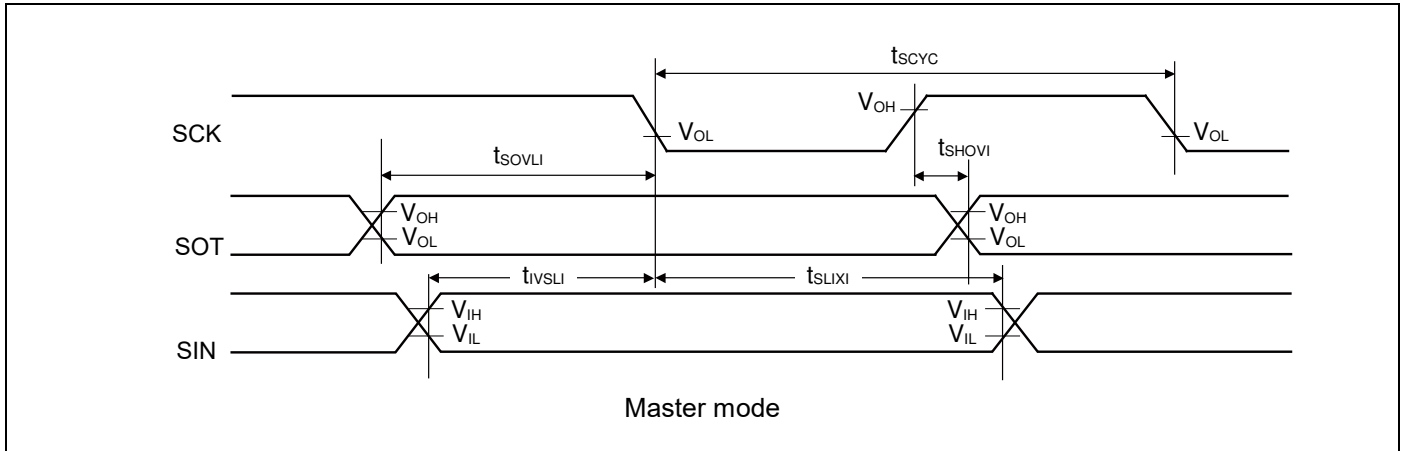 tSCYC
VOH
SCK
VOL
VOL
tSOVLI
tSHOVI
VOH
VOH
SOT
VOL
VOL
tIVSLI
tSLIXI
VIH
VIH
VIL
VIL
SIN
Master mode